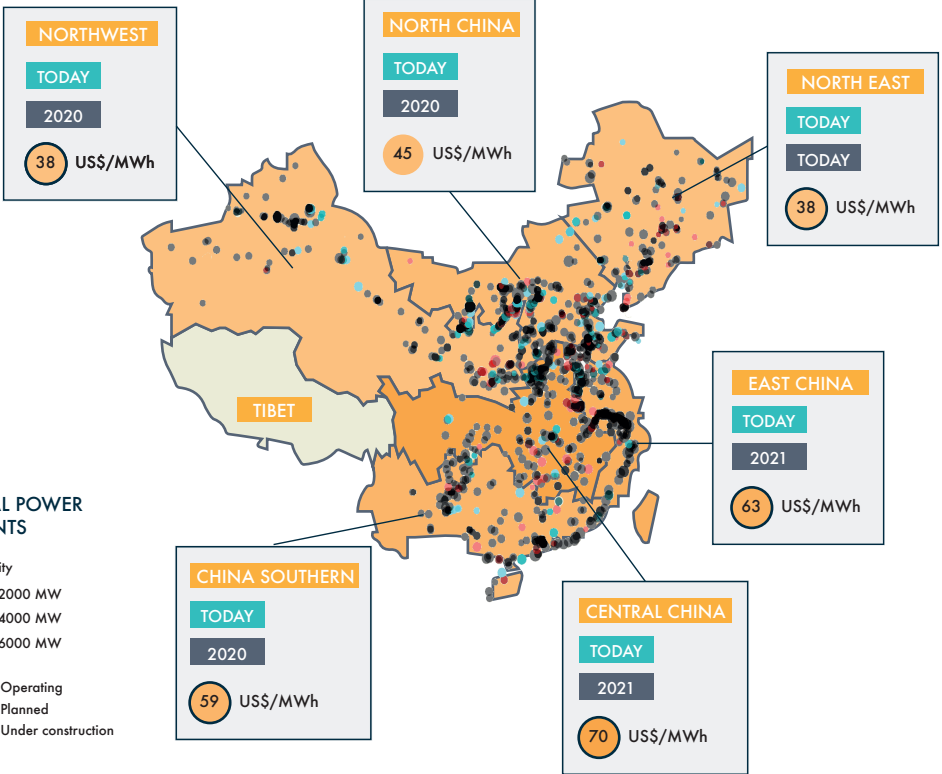 NORTHWEST
TODAY
2020
38 US$/MWh
NORTH CHINA
TODAY
2020
45 US$/MWh
NORTH EAST
TODAY
TODAY
38 US$/MWh
TIBET
EAST CHINA
TODAY
2021
63 US$/MWh
CHINA SOUTHERN
TODAY
2020
59 US$/MWh
CENTRAL CHINA
TODAY
2021
70 US$/MWh
POWER
2000 MW
4000 MW
6000 MW
Operating
Planned
Under construction